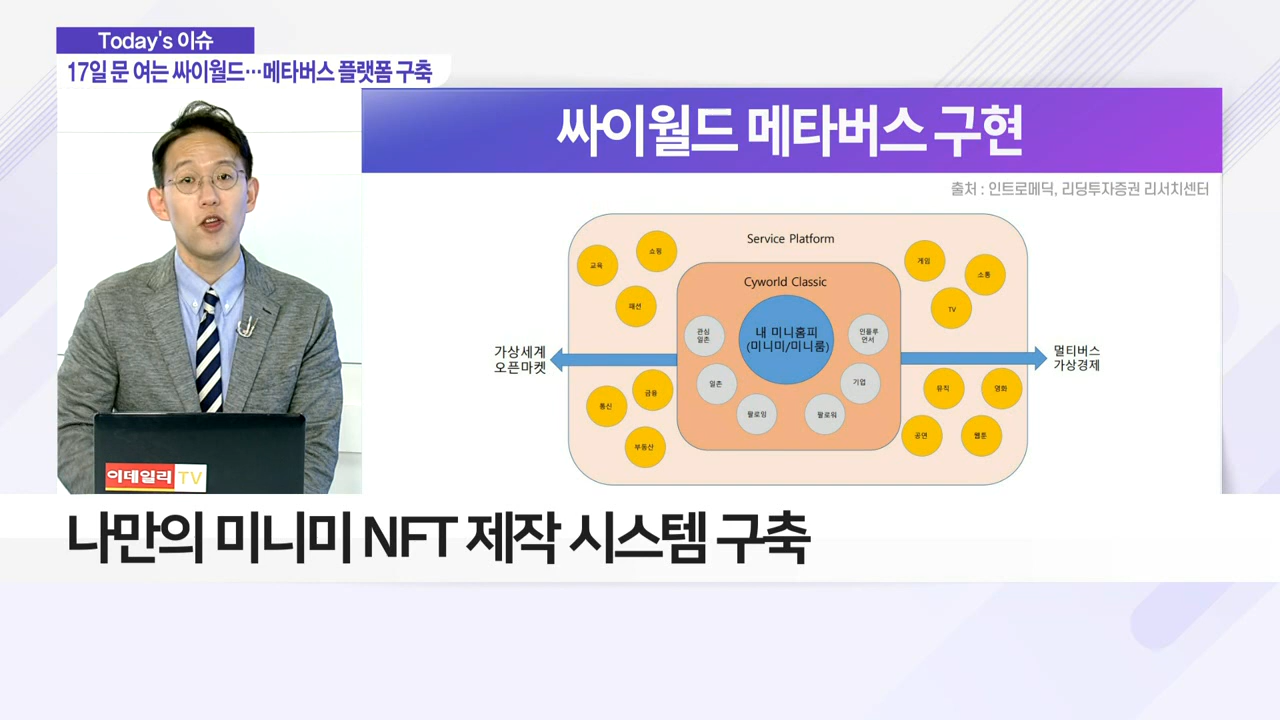 Today's 이슈
17일 문 여는 싸이월드…메타버스 플랫폼 구축
싸이월드 메타버스 구현
출처 : 인트로메딕, 리딩투자증권 리서치센터
Service Platform
교육
쇼핑
패션
게임
소통
TV
Cyworld Classic
내 미니홈피
(미니미/미니룸)
관심
일촌
인플루
언서
일촌
기업
팔로잉
팔로워
가상세계
오픈마켓
멀티버스
가상경제
통신
금융
부동산
뮤직
영화
공연
웹툰
이데일리 TV
나만의 미니미 NFT 제작 시스템 구축